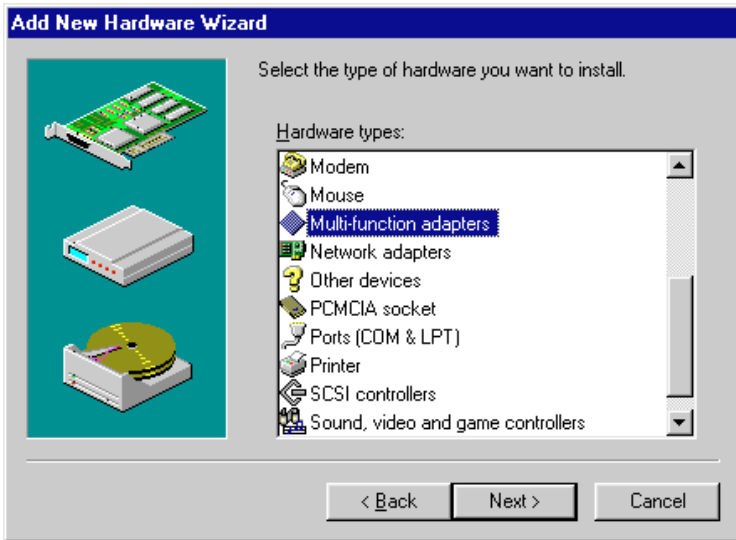 Add New Hardware Wizard
Select the type of hardware you want to install.
Hardware types:
Modem
Mouse
Multi-function adapters
Network adapters
Other devices
PCMCIA socket
Ports (COM & LPT)
Printer
SCSI controllers
Sound, video and game controllers
< Back Next > Cancel